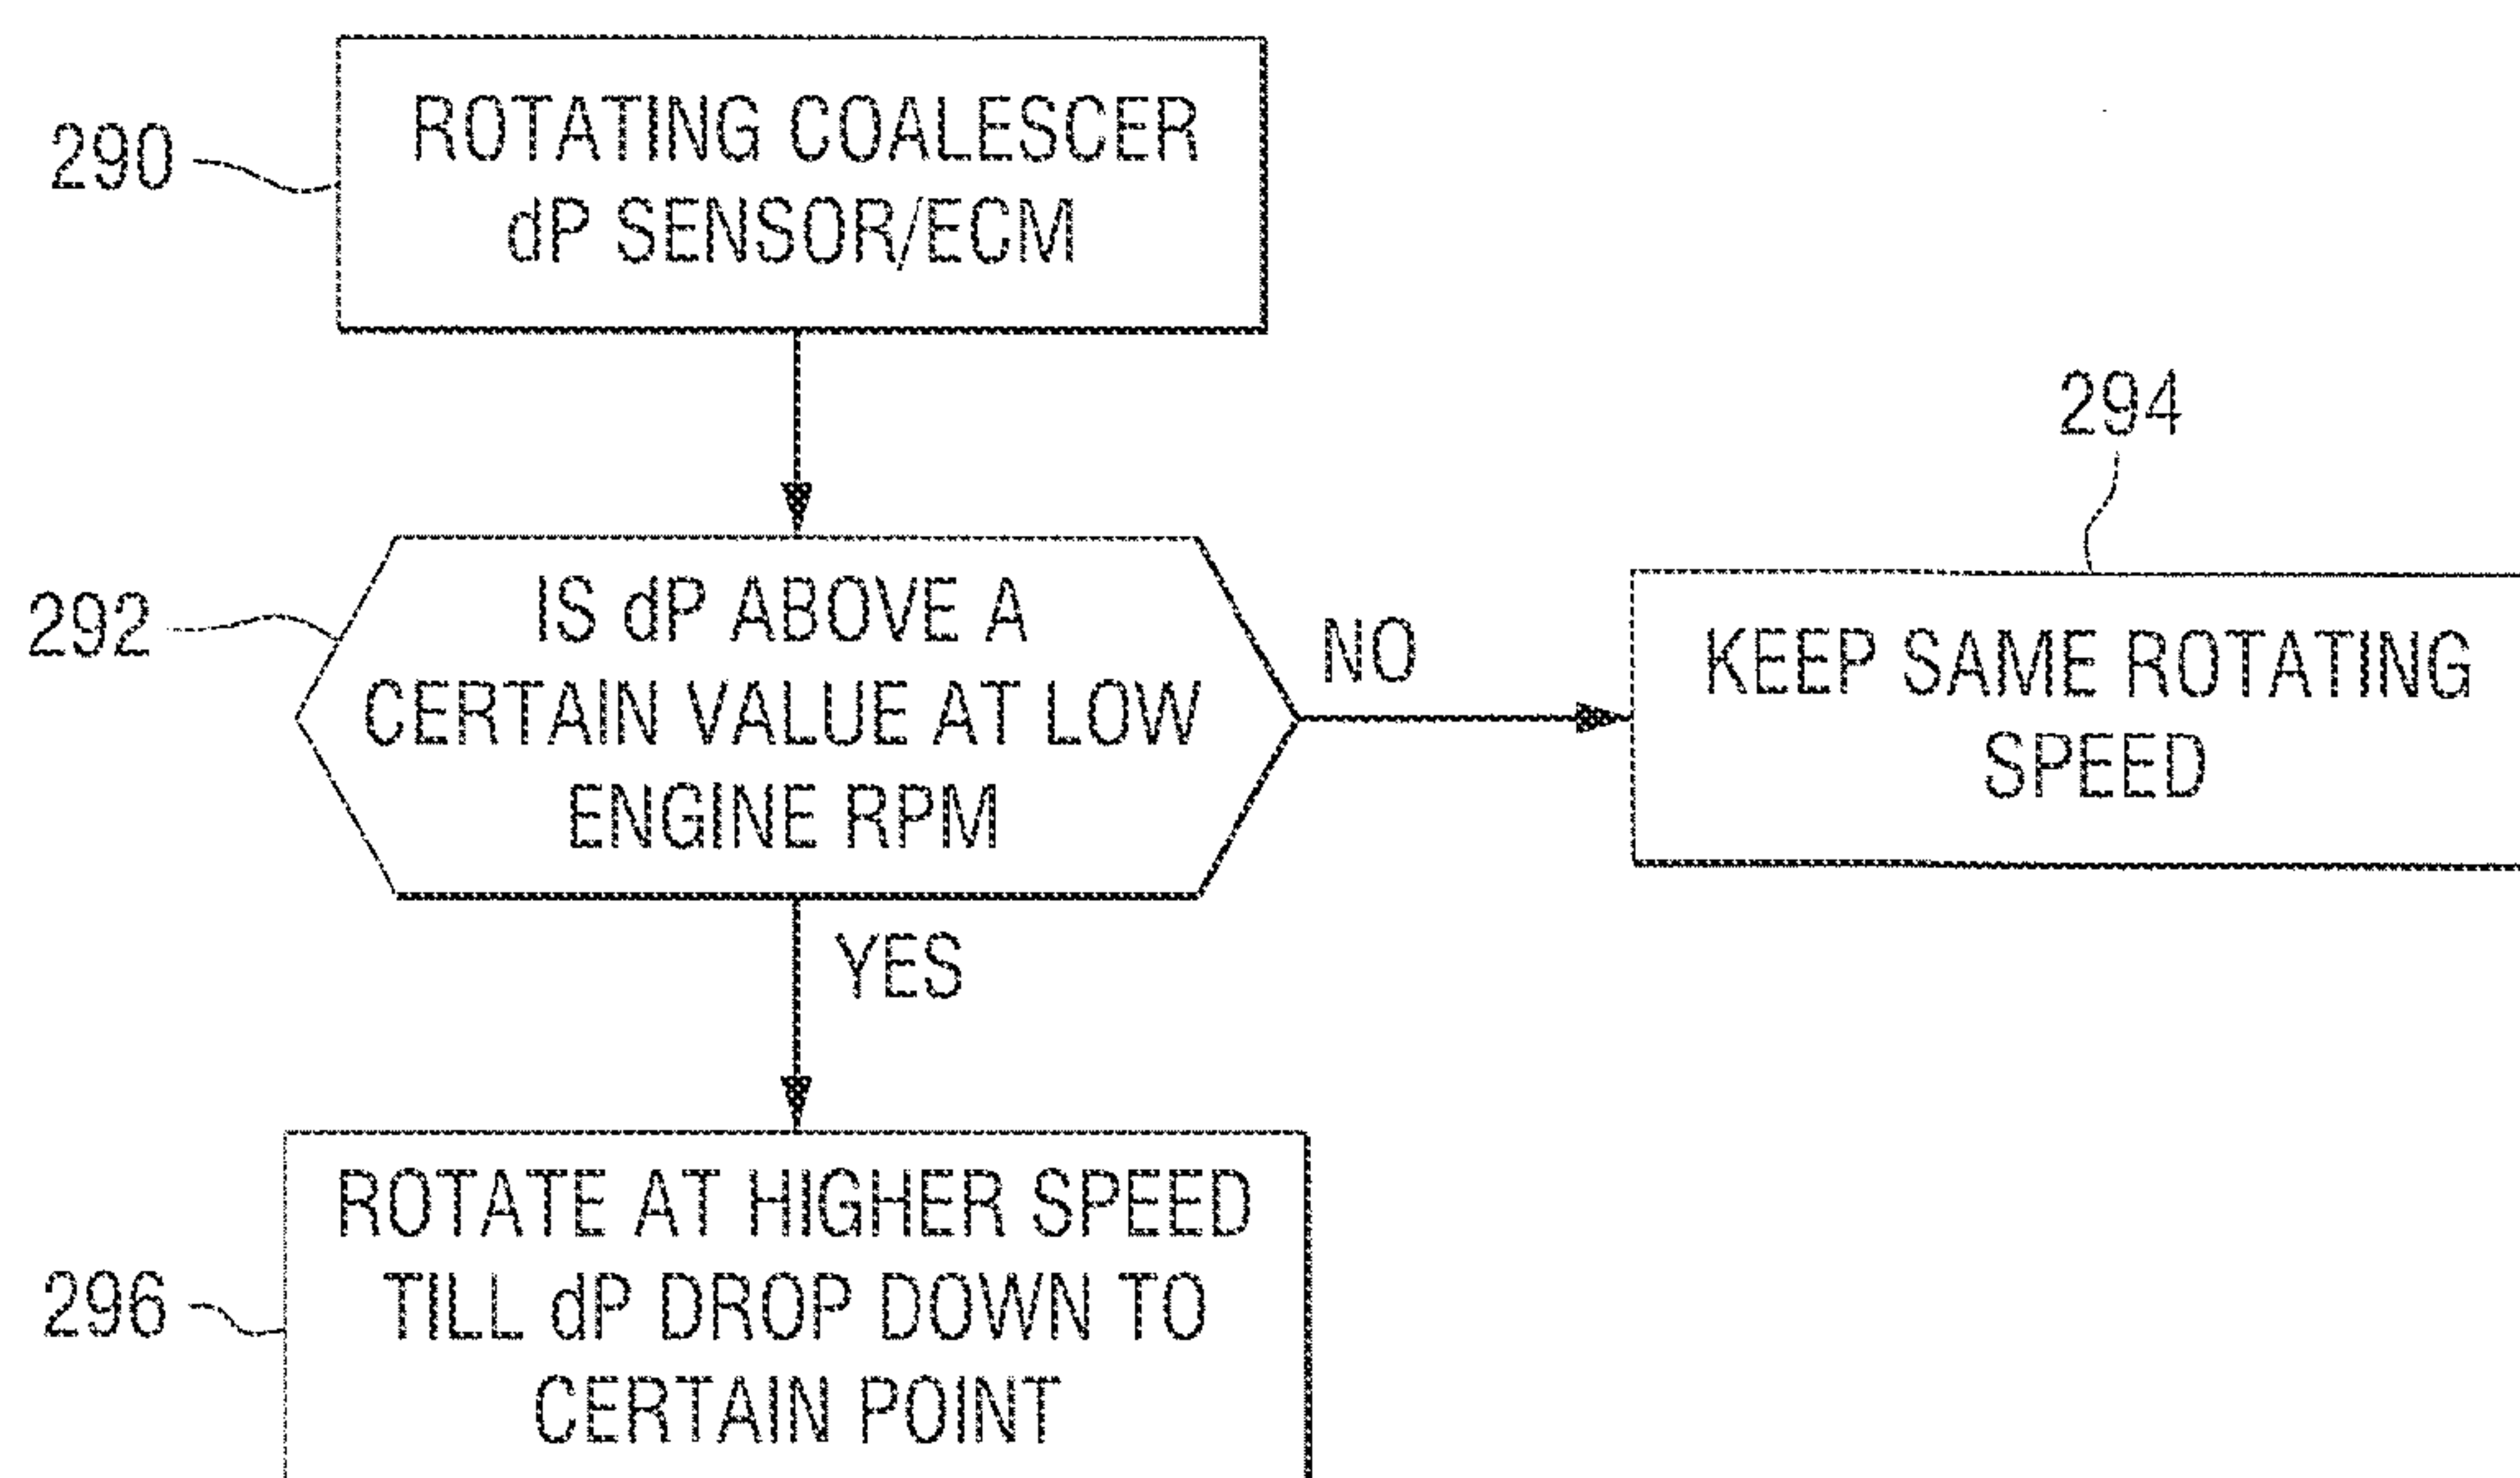 290
ROTATING COALESCER
dP SENSOR/ECM
292
IS dP ABOVE A
CERTAIN VALUE AT LOW
ENGINE RPM
NO
294
KEEP SAME ROTATING
SPEED
YES
296
ROTATE AT HIGHER SPEED
TILL dP DROP DOWN TO
CERTAIN POINT